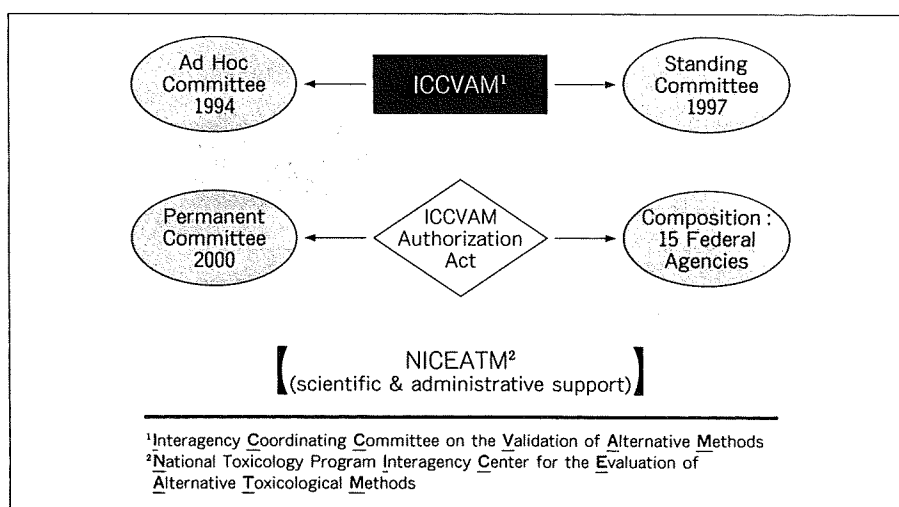 Ad Hoc
Committee
1994
ICCVAM¹
Standing
Committee
1997
Permanent
Committee
2000
ICCVAM
Authorization
Act
Composition :
15 Federal
Agencies
NICEATM²
(scientific & administrative support)
¹Interagency Coordinating Committee on the Validation of Alternative Methods
²National Toxicology Program Interagency Center for the Evaluation of
Alternative Toxicological Methods